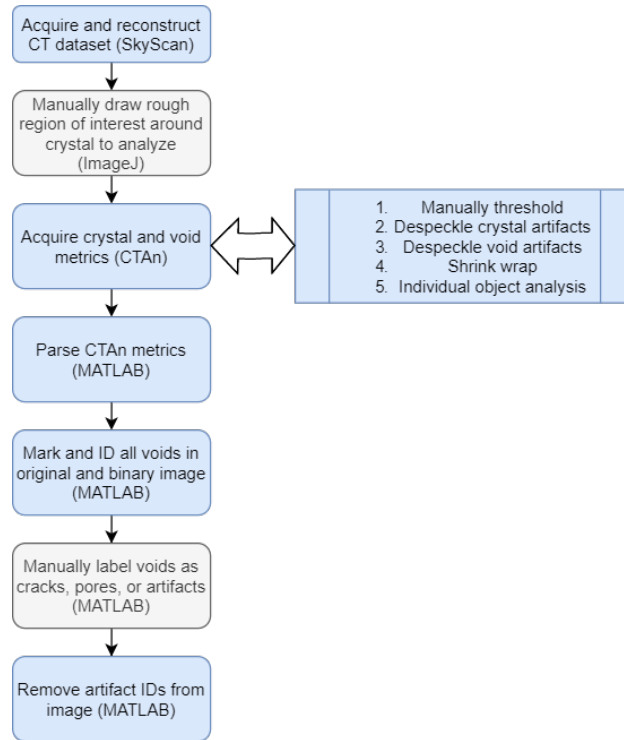 Acquire and reconstruct
CT dataset (SkyScan)
Manually draw rough
region of interest around
crystal to analyze
(ImageJ)
Acquire crystal and void
metrics (CTAn)
1. Manually threshold
2. Despeckle crystal artifacts
3. Despeckle void artifacts
4. Shrink wrap
5. Individual object analysis
Parse CTAn metrics
(MATLAB)
Mark and ID all voids in
original and binary image
(MATLAB)
Manually label voids as
cracks, pores, or artifacts
(MATLAB)
Remove artifact IDs from
image (MATLAB)